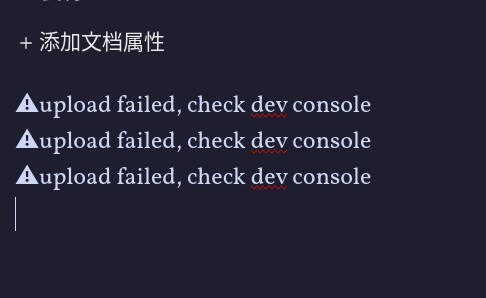 + 添加文档属性
⚠upload failed, check dev console
⚠upload failed, check dev console
⚠upload failed, check dev console